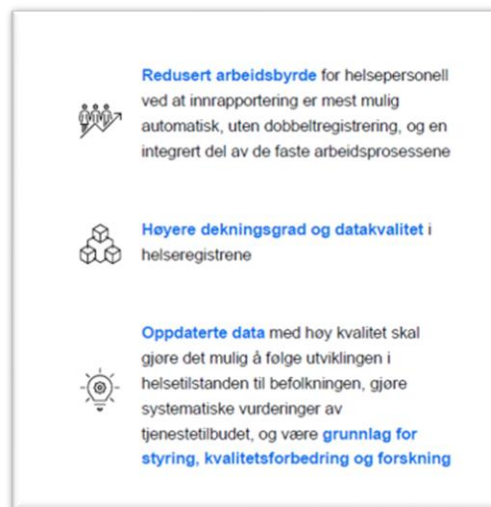 Redusert arbeidsbyrde for helsepersonell
ved at innrapportering er mest mulig
automatisk, uten dobbeltregistrering, og en
integrert del av de faste arbeidsprosessene
Høyere dekningsgrad og datakvalitet i
helseregistrene
Oppdaterte data med høy kvalitet skal
gjøre det mulig å følge utviklingen i
helsetilstanden til befolkningen, gjøre
systematiske vurderinger av
tjenestetilbudet, og være grunnlag for
styring, kvalitetsforbedring og forskning